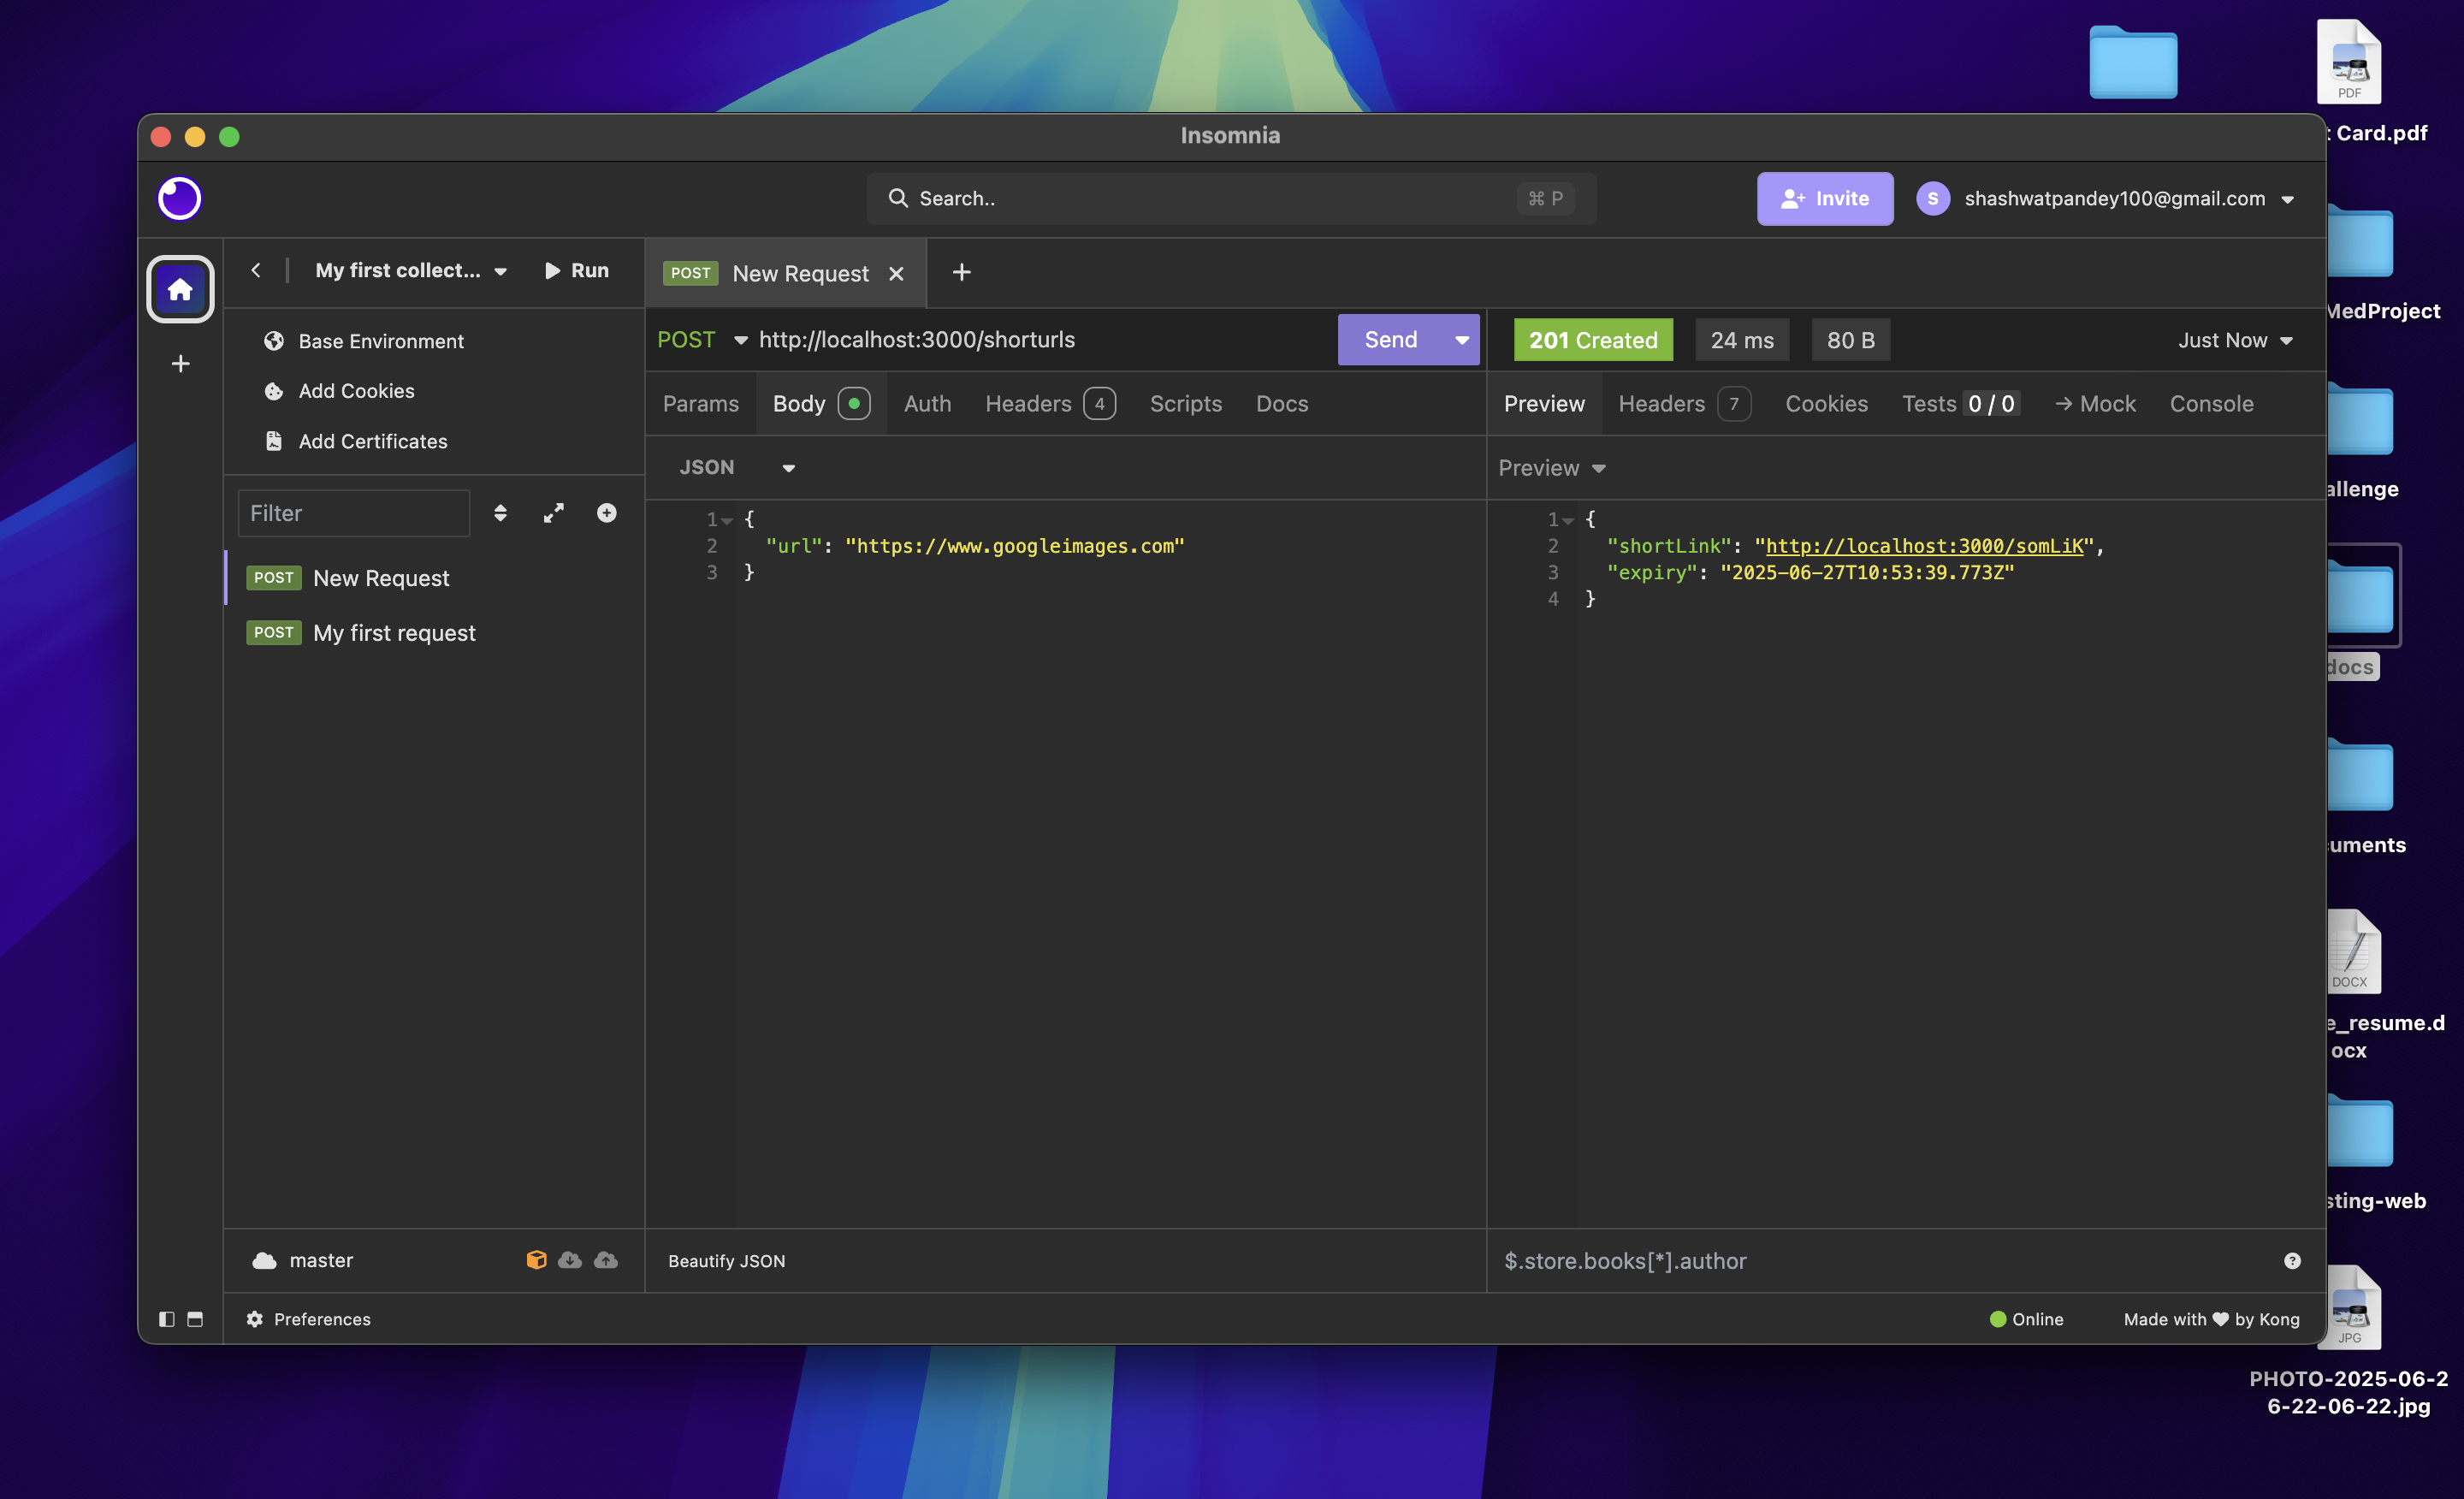 Insomnia
Search..
⌘ P
Invite
S
shashwatpandey100@gmail.com
My first collect...
Run
POST New Request
Base Environment
Add Cookies
Add Certificates
Filter
POST New Request
POST My first request
master
POST http://localhost:3000/shorturls
Send
Params
Body
Auth
Headers 4
Scripts
Docs
JSON
1 {
2 "url": "https://www.googleimages.com"
3 }
Beautify JSON
201 Created
24 ms
80 B
Just Now
Preview
Headers 7
Cookies
Tests 0 / 0
→ Mock
Console
Preview
1 {
2 "shortLink": "http://localhost:3000/somLiK",
3 "expiry": "2025-06-27T10:53:39.773Z"
4 }
$.store.books[*].author
?
Preferences
Online
Made with ♥ by Kong
PDF
t Card.pdf
MedProject
allenge
docs
uments
DOCX
e_resume.d
ocx
sting-web
JPG
PHOTO-2025-06-2
6-22-06-22.jpg